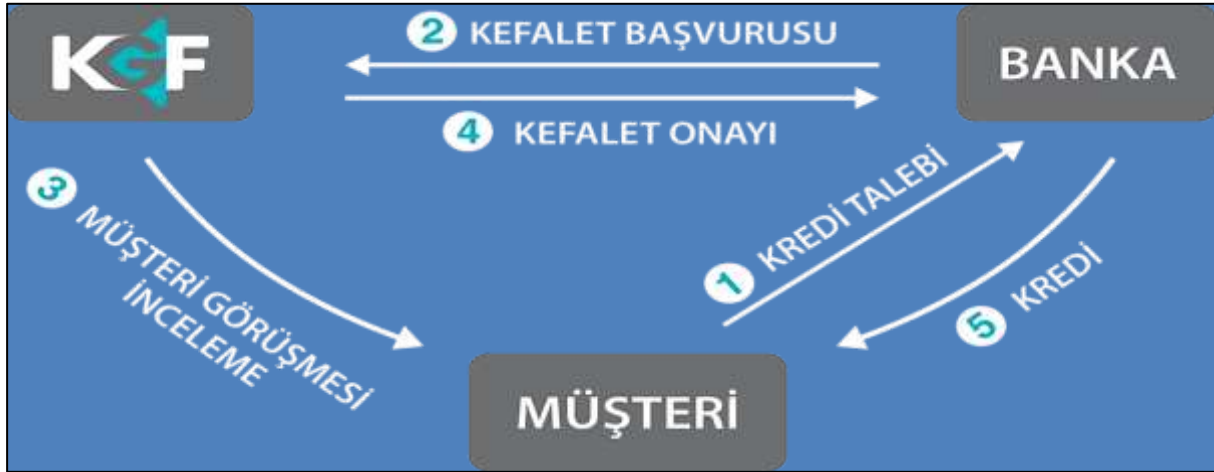 KGF
2 KEFALET BAŞVURUSU
BANKA
4 KEFALET ONAYI
3 MÜŞTERİ GÖRÜŞMESİ
İNCELEME
1 KREDİ TALEBİ
5 KREDİ
MÜŞTERİ